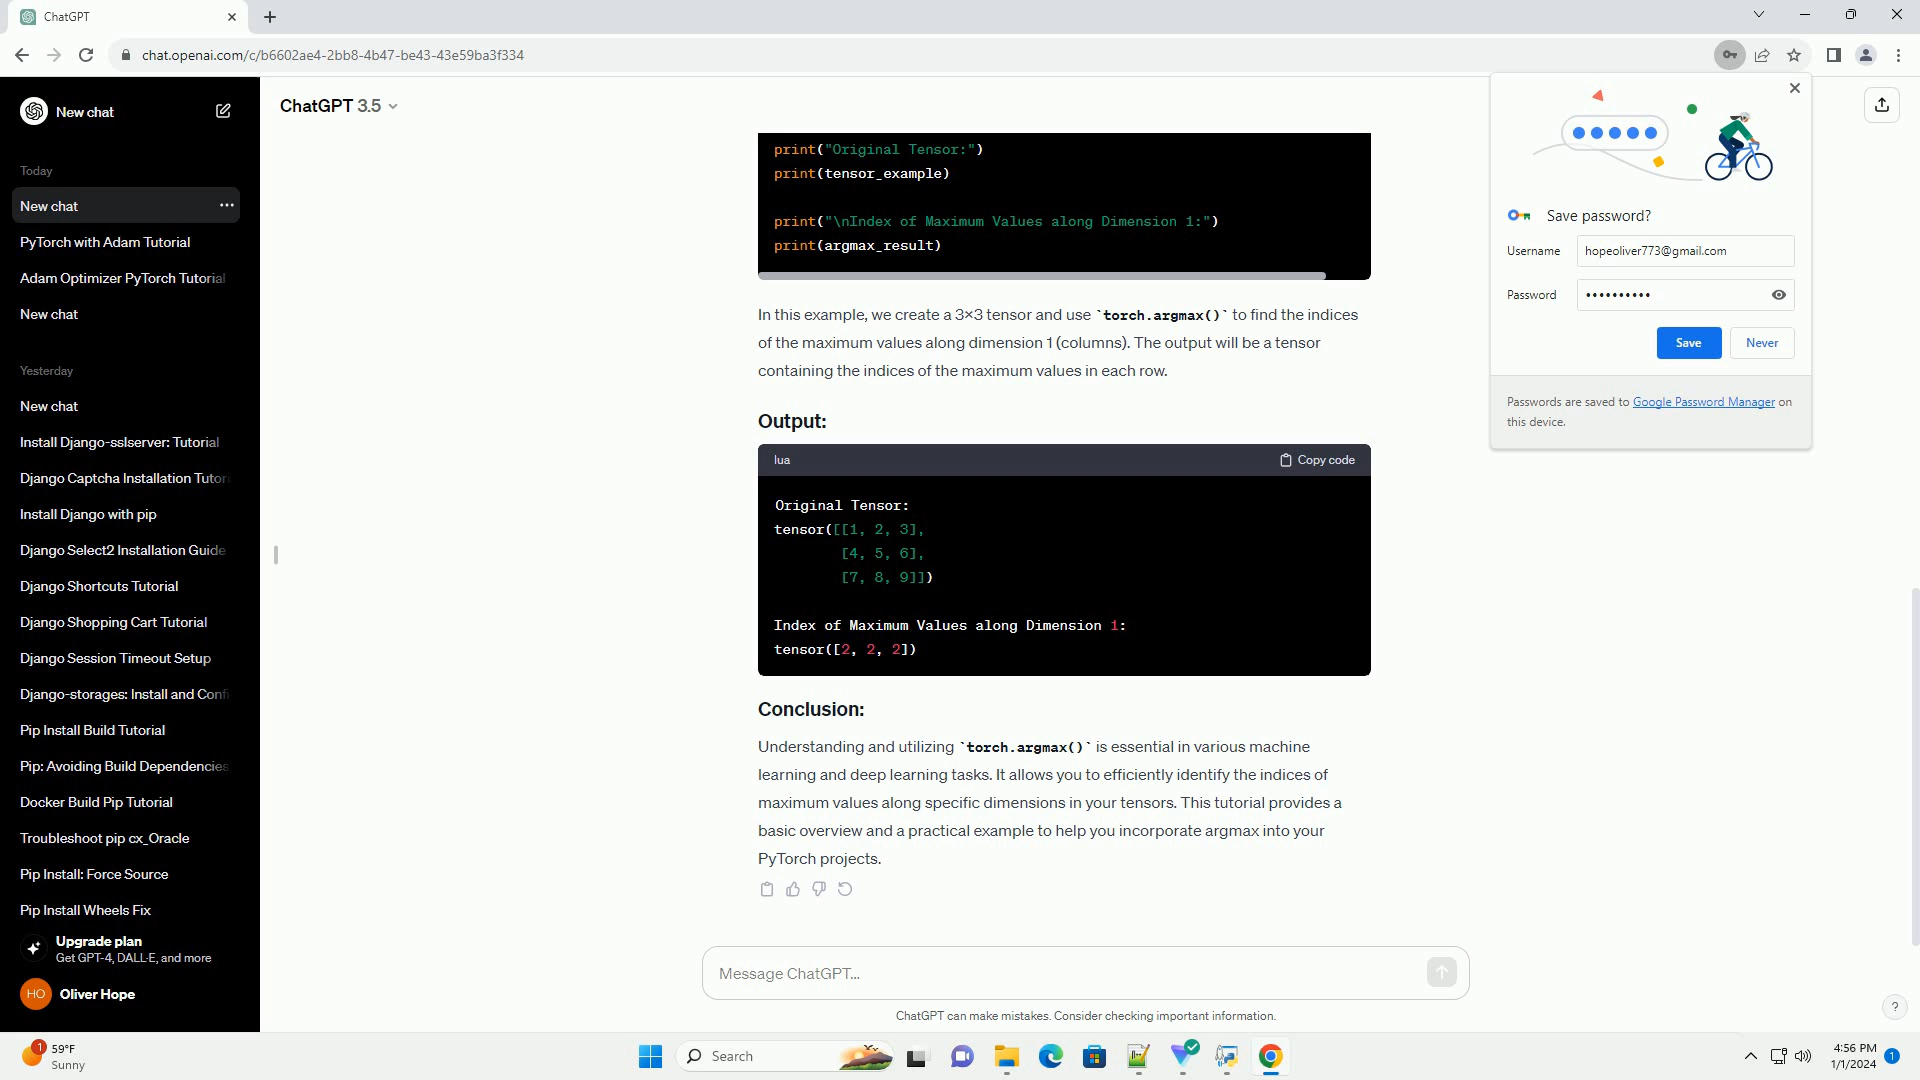 ChatGPT
chat.openai.com/c/b6602ae4-2bb8-4b47-be43-43e59ba3f334
New chat
Today
New chat
PyTorch with Adam Tutorial
Adam Optimizer PyTorch Tutorial
New chat
Yesterday
New chat
Install Django-sslserver: Tutorial
Django Captcha Installation Tutor
Install Django with pip
Django Select2 Installation Guide
Django Shortcuts Tutorial
Django Shopping Cart Tutorial
Django Session Timeout Setup
Django-storages: Install and Confi
Pip Install Build Tutorial
Pip: Avoiding Build Dependencies
Docker Build Pip Tutorial
Troubleshoot pip cx_Oracle
Pip Install: Force Source
Pip Install Wheels Fix
Upgrade plan
Get GPT-4, DALL·E, and more
HO Oliver Hope
ChatGPT 3.5
print("Original Tensor:")
print(tensor_example)
print("\nIndex of Maximum Values along Dimension 1:")
print(argmax_result)
In this example, we create a 3×3 tensor and use `torch.argmax()` to find the indices
of the maximum values along dimension 1 (columns). The output will be a tensor
containing the indices of the maximum values in each row.
Output:
lua Copy code
Original Tensor:
tensor([[1, 2, 3],
[4, 5, 6],
[7, 8, 9]])
Index of Maximum Values along Dimension 1:
tensor([2, 2, 2])
Conclusion:
Understanding and utilizing `torch.argmax()` is essential in various machine
learning and deep learning tasks. It allows you to efficiently identify the indices of
maximum values along specific dimensions in your tensors. This tutorial provides a
basic overview and a practical example to help you incorporate argmax into your
PyTorch projects.
Message ChatGPT...
ChatGPT can make mistakes. Consider checking important information.
?
Save password?
Username hopeoliver773@gmail.com
Password ••••••••••
Save Never
Passwords are saved to Google Password Manager on
this device.
1
59°F
Sunny
Search
4:56 PM
1/1/2024
1